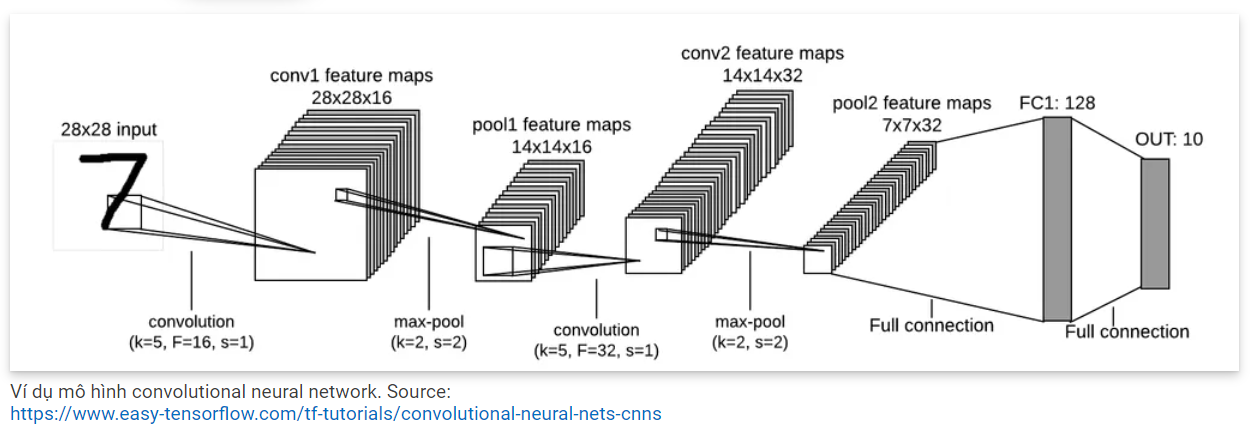 conv1 feature maps
28x28x16
28x28 input
pool1 feature maps
14x14x16
conv2 feature maps
14x14x32
pool2 feature maps
7x7x32
FC1: 128
OUT: 10
7
convolution
(k=5, F=16, s=1)
max-pool
(k=2, s=2)
convolution
(k=5, F=32, s=1)
max-pool
(k=2, s=2)
Full connection
Full connection
Ví dụ mô hình convolutional neural network. Source:
https://www.easy-tensorflow.com/tf-tutorials/convolutional-neural-nets-cnns